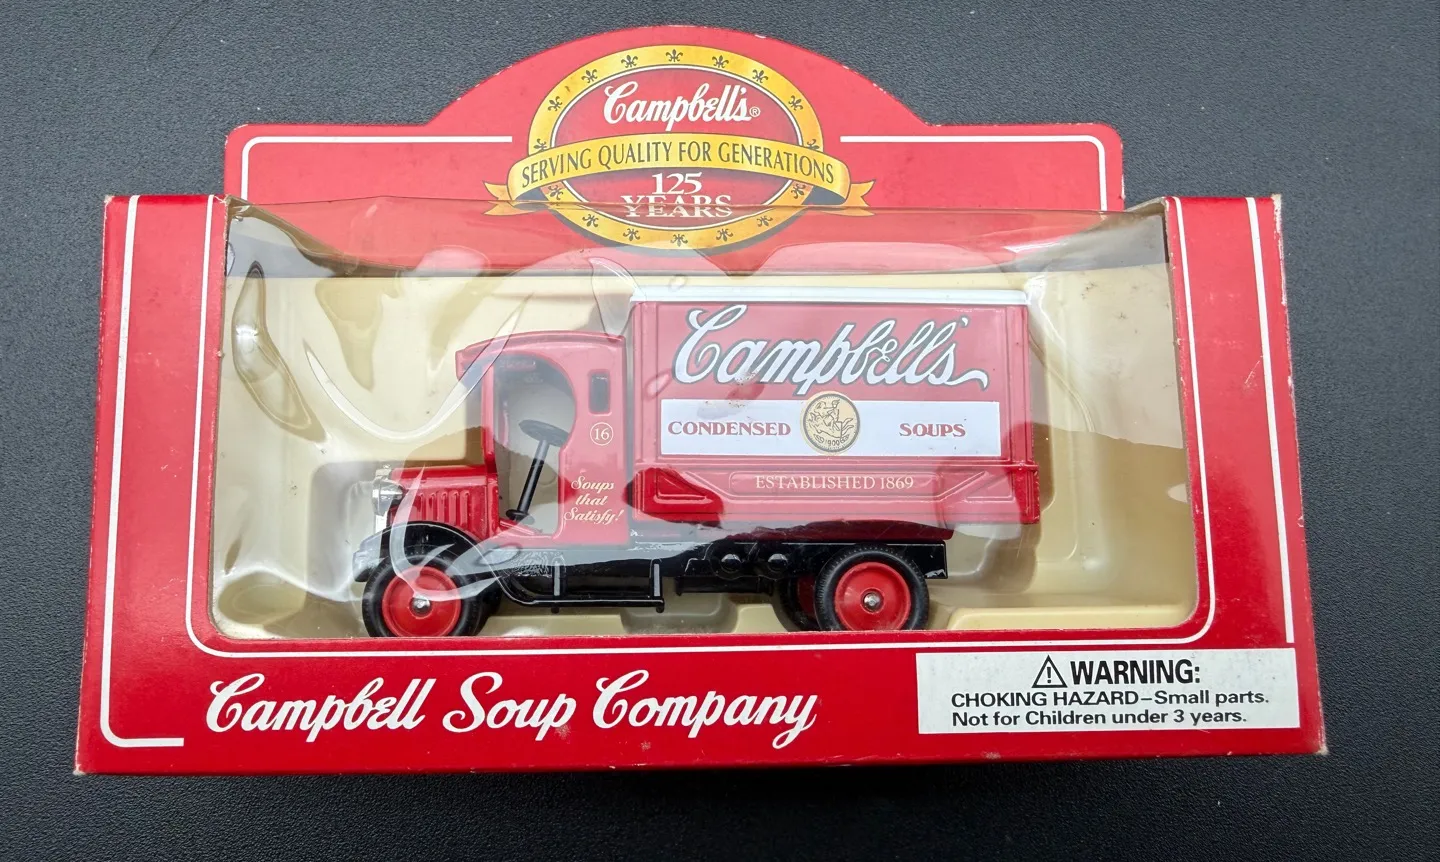 Campbell's®
SERVING QUALITY FOR GENERATIONS
125
YEARS
Campbell's
CONDENSED SOUPS
ESTABLISHED 1869
16
Soups
that
Satisfy!
Campbell Soup Company
WARNING:
CHOKING HAZARD–Small parts.
Not for Children under 3 years.